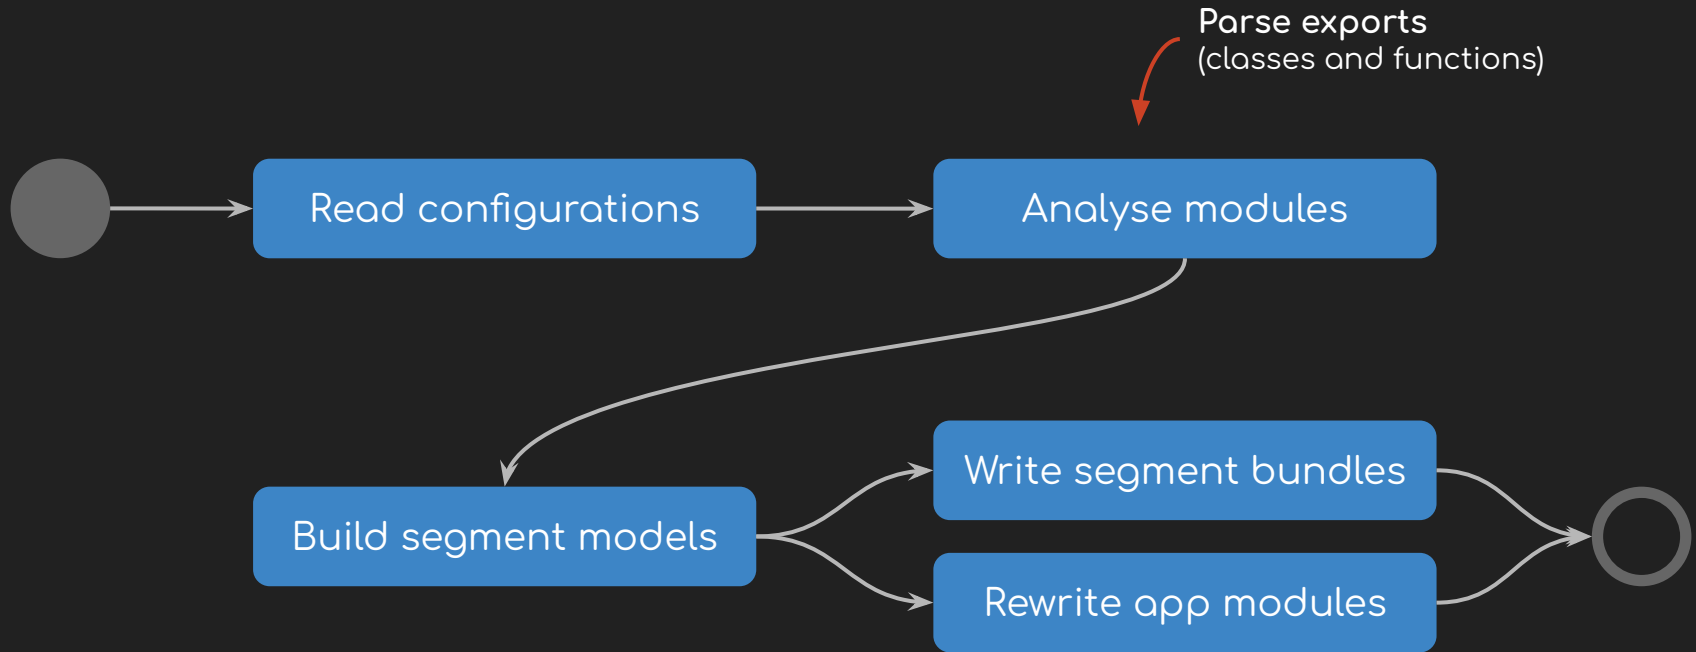 Parse exports
(classes and functions)
Read configurations
Analyse modules
Write segment bundles
Build segment models
Rewrite app modules